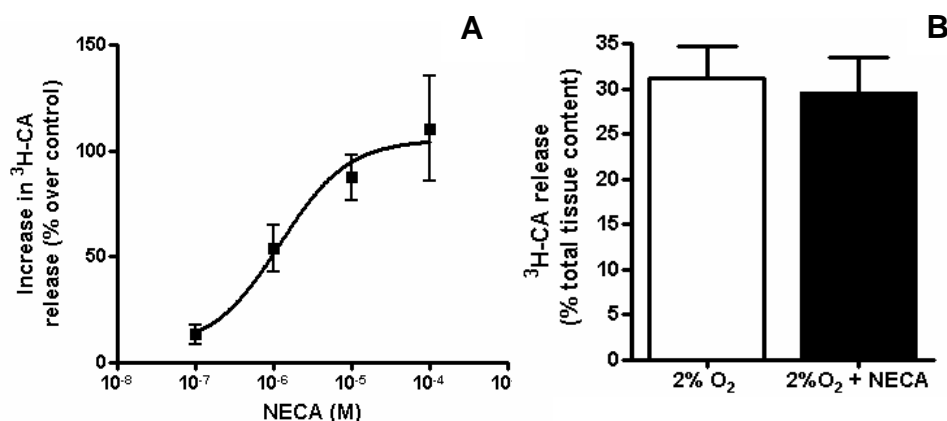 A
Increase in ³H-CA
release (% over control)
150
100
50
0
10⁻⁸ 10⁻⁷ 10⁻⁶ 10⁻⁵ 10⁻⁴ 10
NECA (M)
B
³H-CA release
(% total tissue content)
35
30
25
20
15
10
5
0
2% O₂ 2%O₂ + NECA